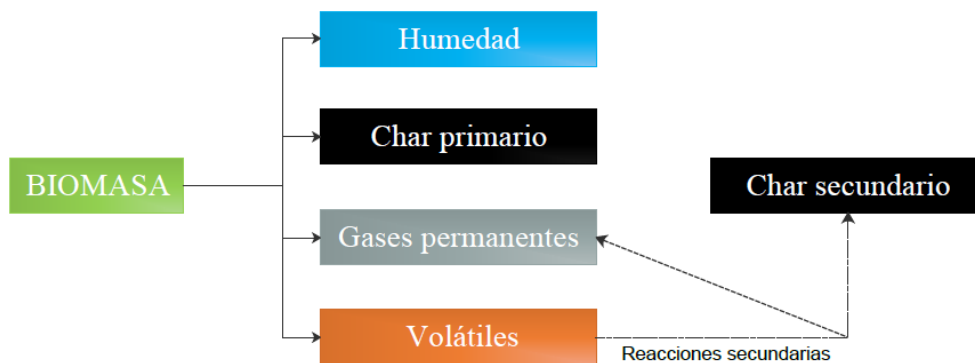 Humedad
Char primario
BIOMASA
Char secundario
Gases permanentes
Volátiles
Reacciones secundarias